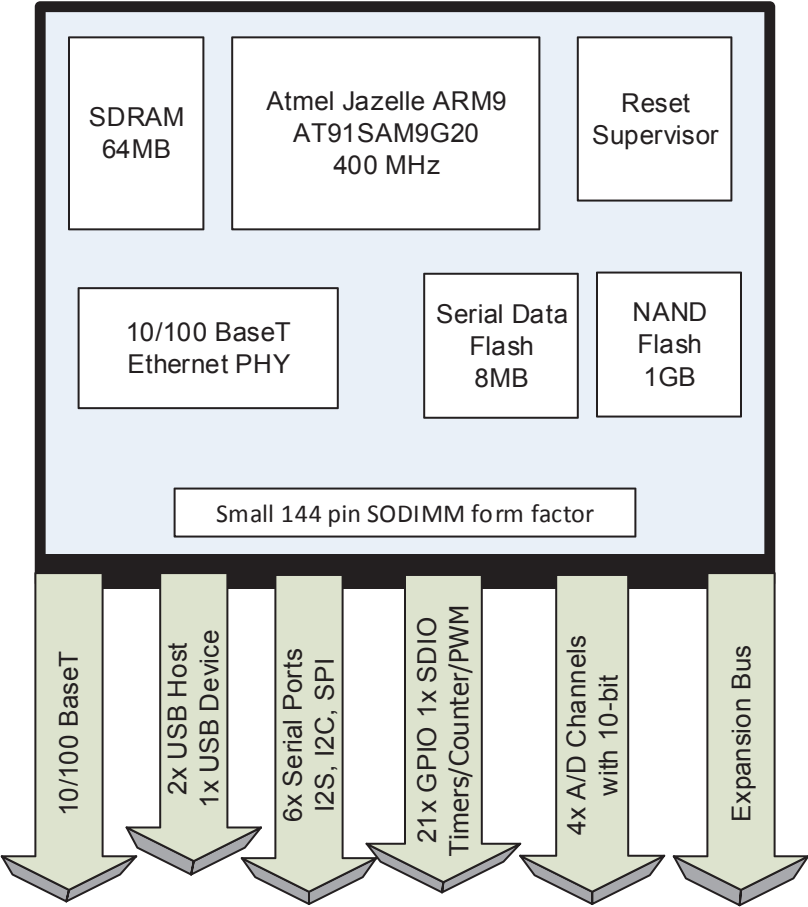 SDRAM
64MB
Atmel Jazelle ARM9
AT91SAM9G20
400 MHz
Reset
Supervisor
10/100 BaseT
Ethernet PHY
Serial Data
Flash
8MB
NAND
Flash
1GB
Small 144 pin SODIMM form factor
10/100 BaseT
2x USB Host
1x USB Device
6x Serial Ports
I2S, I2C, SPI
21x GPIO 1x SDIO
Timers/Counter/PWM
4x A/D Channels
with 10-bit
Expansion Bus